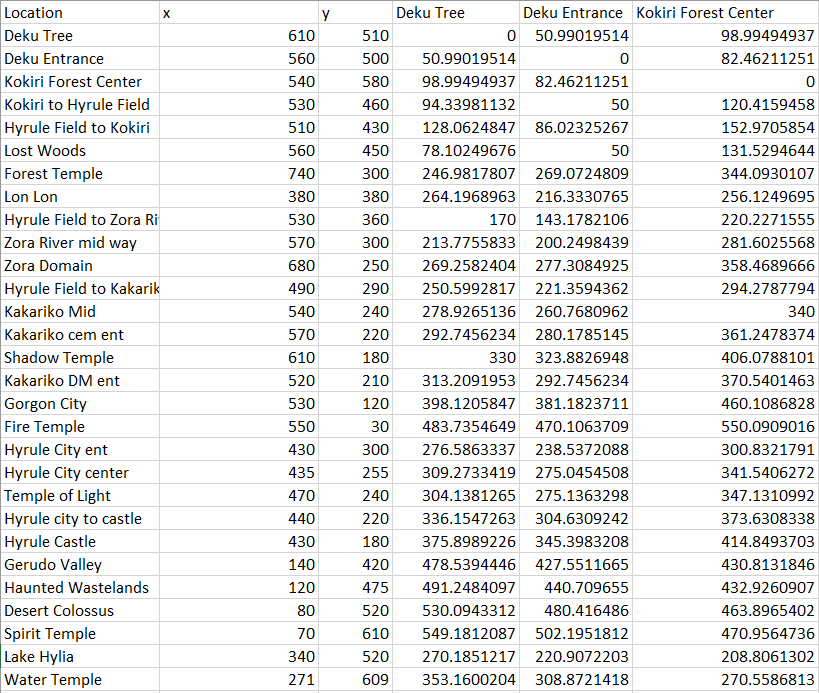 Location x y Deku Tree Deku Entrance Kokiri Forest Center
Deku Tree 610 510 0 50.99019514 98.99494937
Deku Entrance 560 500 50.99019514 0 82.46211251
Kokiri Forest Center 540 580 98.99494937 82.46211251 0
Kokiri to Hyrule Field 530 460 94.33981132 50 120.4159458
Hyrule Field to Kokiri 510 430 128.0624847 86.02325267 152.9705854
Lost Woods 560 450 78.10249676 50 131.5294644
Forest Temple 740 300 246.9817807 269.0724809 344.0930107
Lon Lon 380 380 264.1968963 216.3330765 256.1249695
Hyrule Field to Zora Ri 530 360 170 143.1782106 220.2271555
Zora River mid way 570 300 213.7755833 200.2498439 281.6025568
Zora Domain 680 250 269.2582404 277.3084925 358.4689666
Hyrule Field to Kakarik 490 290 250.5992817 221.3594362 294.2787794
Kakariko Mid 540 240 278.9265136 260.7680962 340
Kakariko cem ent 570 220 292.7456234 280.1785145 361.2478374
Shadow Temple 610 180 330 323.8826948 406.0788101
Kakariko DM ent 520 210 313.2091953 292.7456234 370.5401463
Gorgon City 530 120 398.1205847 381.1823711 460.1086828
Fire Temple 550 30 483.7354649 470.1063709 550.0909016
Hyrule City ent 430 300 276.5863337 238.5372088 300.8321791
Hyrule City center 435 255 309.2733419 275.0454508 341.5406272
Temple of Light 470 240 304.1381265 275.1363298 347.1310992
Hyrule city to castle 440 220 336.1547263 304.6309242 373.6308338
Hyrule Castle 430 180 375.8989226 345.3983208 414.8493703
Gerudo Valley 140 420 478.5394446 427.5511665 430.8131846
Haunted Wastelands 120 475 491.2484097 440.709655 432.9260907
Desert Colossus 80 520 530.0943312 480.416486 463.8965402
Spirit Temple 70 610 549.1812087 502.1951812 470.9564736
Lake Hylia 340 520 270.1851217 220.9072203 208.8061302
Water Temple 271 609 353.1600204 308.8721418 270.5586813